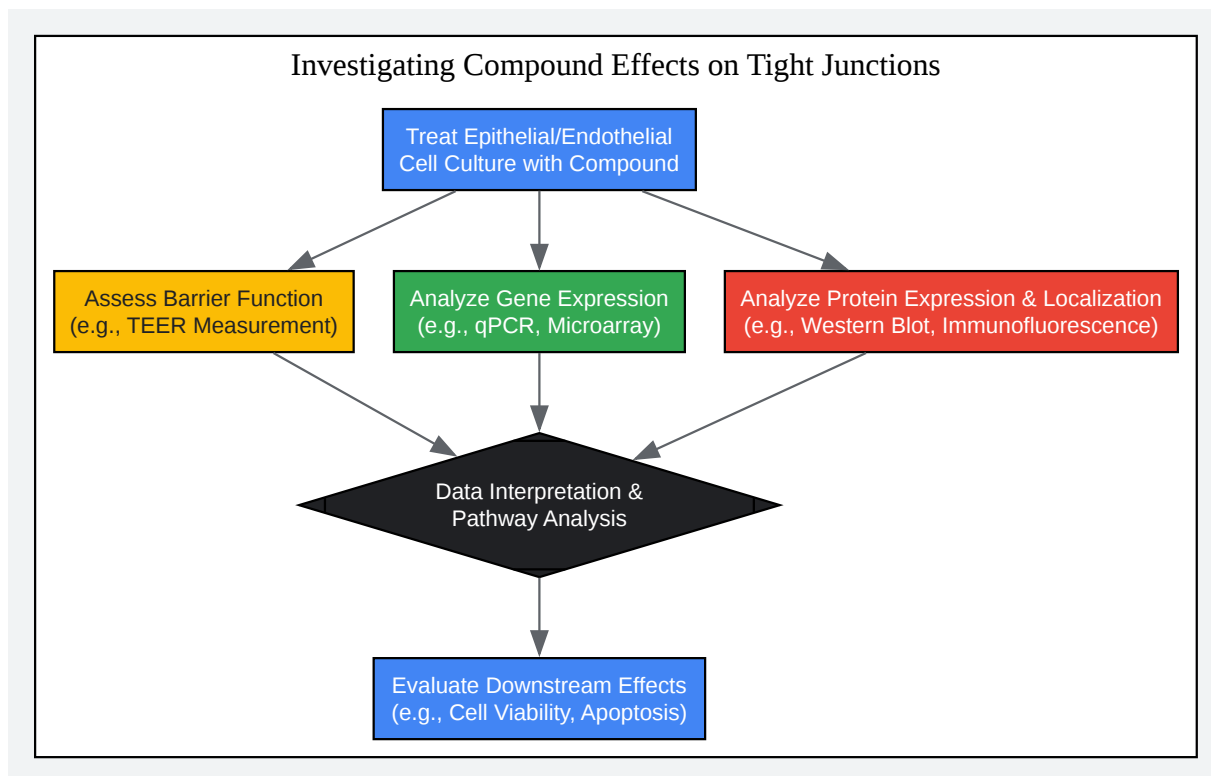 Investigating Compound Effects on Tight Junctions
Treat Epithelial/Endothelial
Cell Culture with Compound
Assess Barrier Function
(e.g., TEER Measurement)
Analyze Gene Expression
(e.g., qPCR, Microarray)
Analyze Protein Expression & Localization
(e.g., Western Blot, Immunofluorescence)
Data Interpretation &
Pathway Analysis
Evaluate Downstream Effects
(e.g., Cell Viability, Apoptosis)